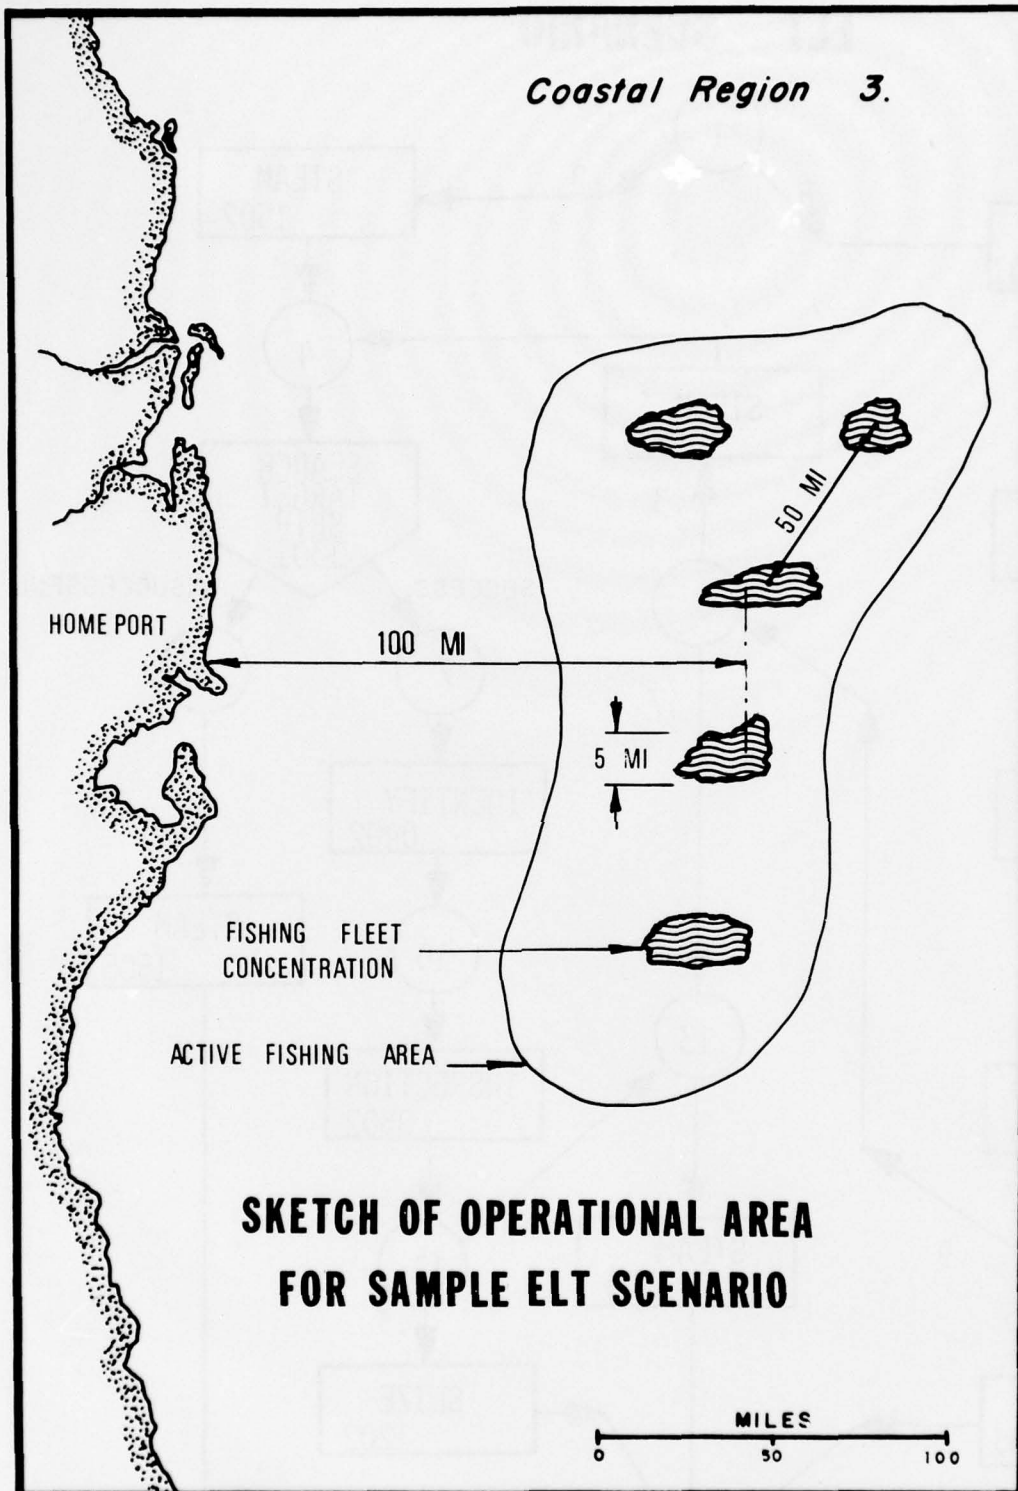 Coastal Region 3.
50 MI
HOME PORT
100 MI
5 MI
FISHING FLEET
CONCENTRATION
ACTIVE FISHING AREA
SKETCH OF OPERATIONAL AREA
FOR SAMPLE ELT SCENARIO
MILES
0 50 100